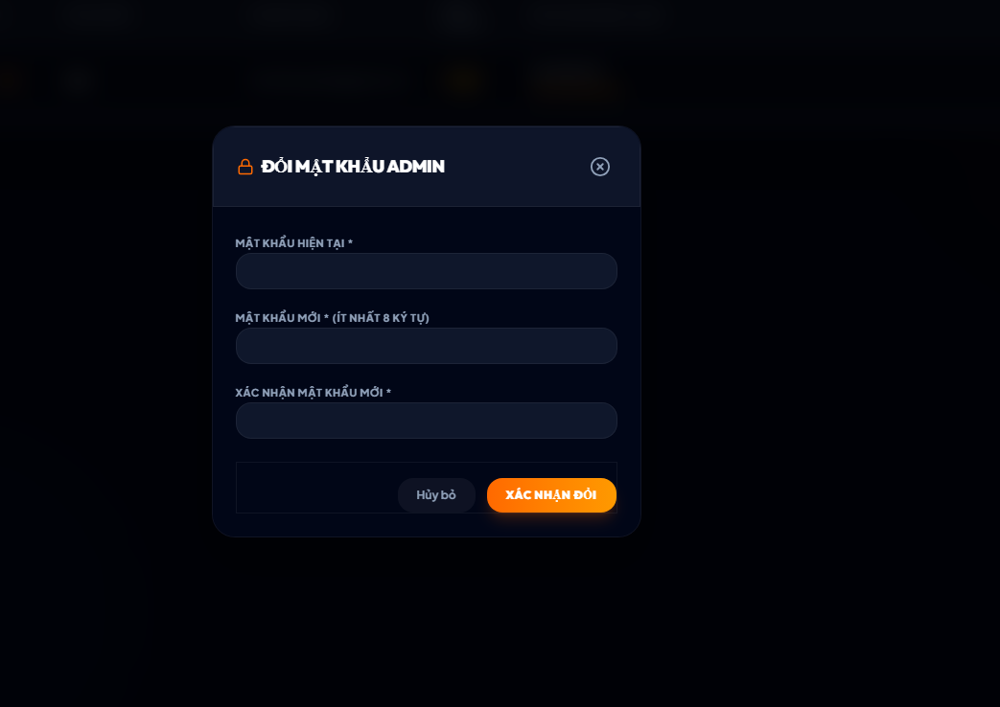 ĐỔI MẬT KHẨU ADMIN
MẬT KHẨU HIỆN TẠI *
MẬT KHẨU MỚI * (ÍT NHẤT 8 KÝ TỰ)
XÁC NHẬN MẬT KHẨU MỚI *
Hủy bỏ
XÁC NHẬN ĐỔI